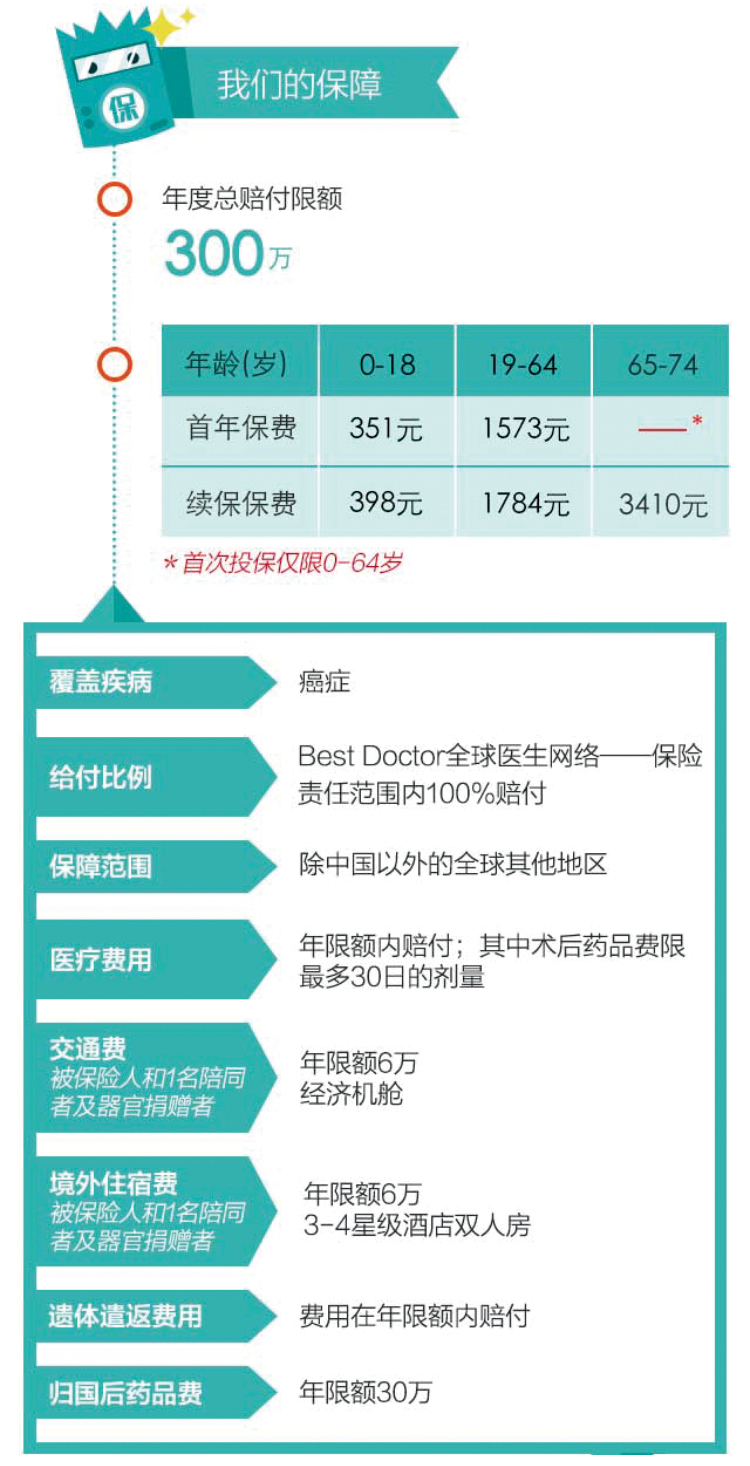 保
我们的保障
年度总赔付限额
300万
年龄(岁) 0-18 19-64 65-74
首年保费 351元 1573元 ——*
续保保费 398元 1784元 3410元
*首次投保仅限0-64岁
覆盖疾病 癌症
给付比例 Best Doctor全球医生网络——保险
责任范围内100%赔付
保障范围 除中国以外的全球其他地区
医疗费用 年限额内赔付；其中术后药品费限
最多30日的剂量
交通费
被保险人和1名陪同
者及器官捐赠者
年限额6万
经济机舱
境外住宿费
被保险人和1名陪同
者及器官捐赠者
年限额6万
3-4星级酒店双人房
遗体遣返费用 费用在年限额内赔付
归国后药品费 年限额30万